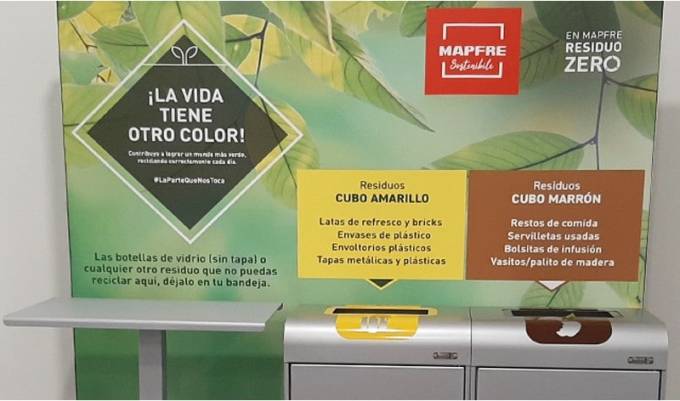 ¡LA VIDA
TIENE
OTRO COLOR!
Contribuye a lograr un mundo más verde,
reciclando correctamente cada día.
#LaParteQueNosToca
MAPFRE
Sostenible
EN MAPFRE
RESIDUO
ZERO
Residuos
CUBO AMARILLO
Latas de refresco y bricks
Envases de plástico
Envoltorios plásticos
Tapas metálicas y plásticas
Residuos
CUBO MARRÓN
Restos de comida
Servilletas usadas
Bolsitas de infusión
Vasitos/palito de madera
Las botellas de vidrio (sin tapa) o
cualquier otro residuo que no puedas
reciclar aquí, déjalo en tu bandeja.